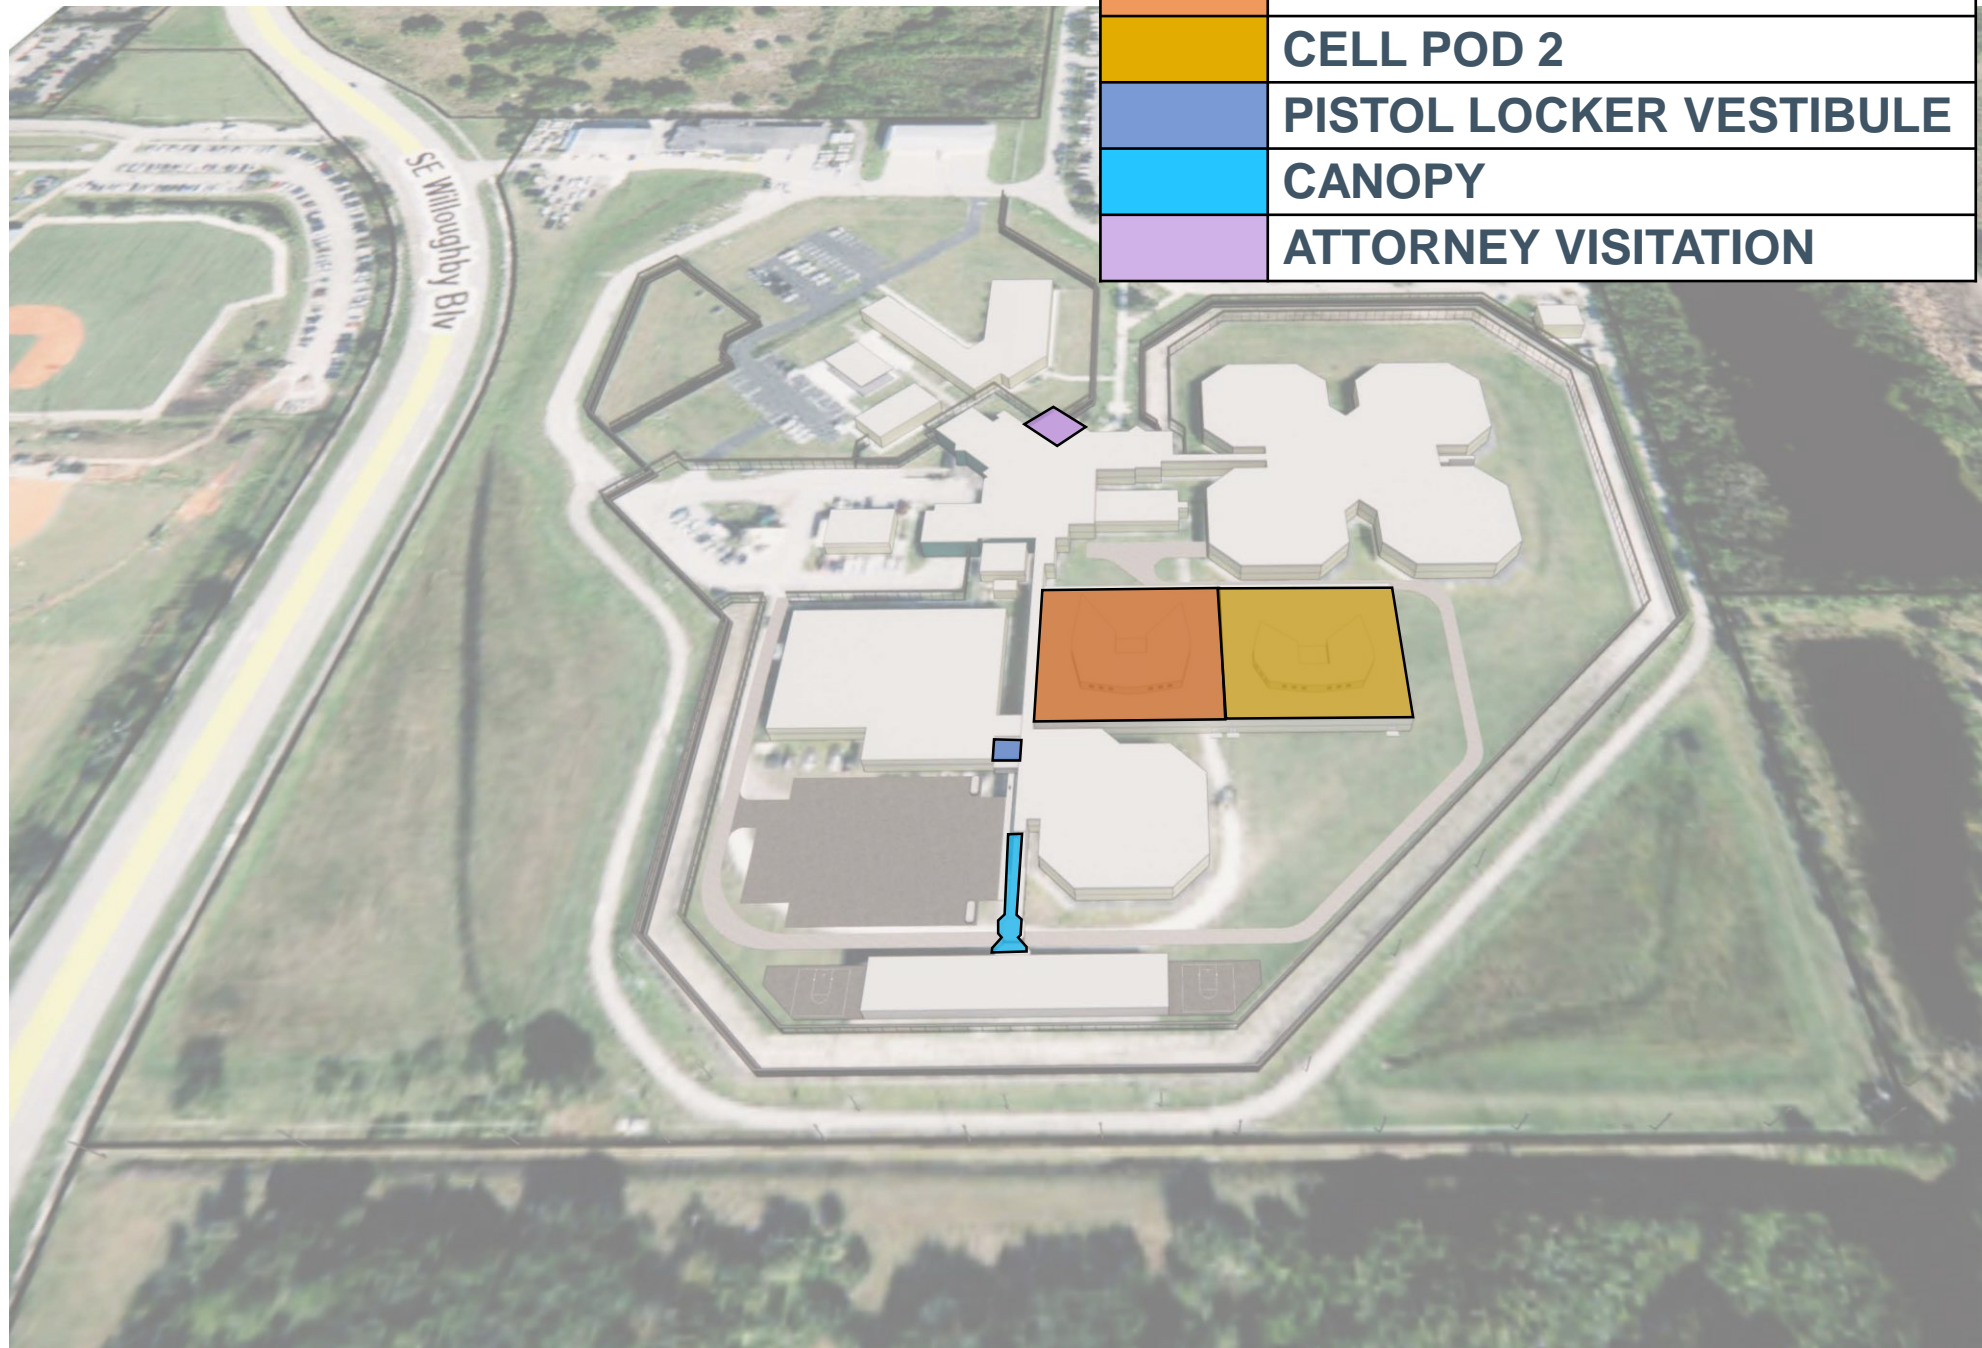 CELL POD 2
PISTOL LOCKER VESTIBULE
CANOPY
ATTORNEY VISITATION
SE Willoughby Blv